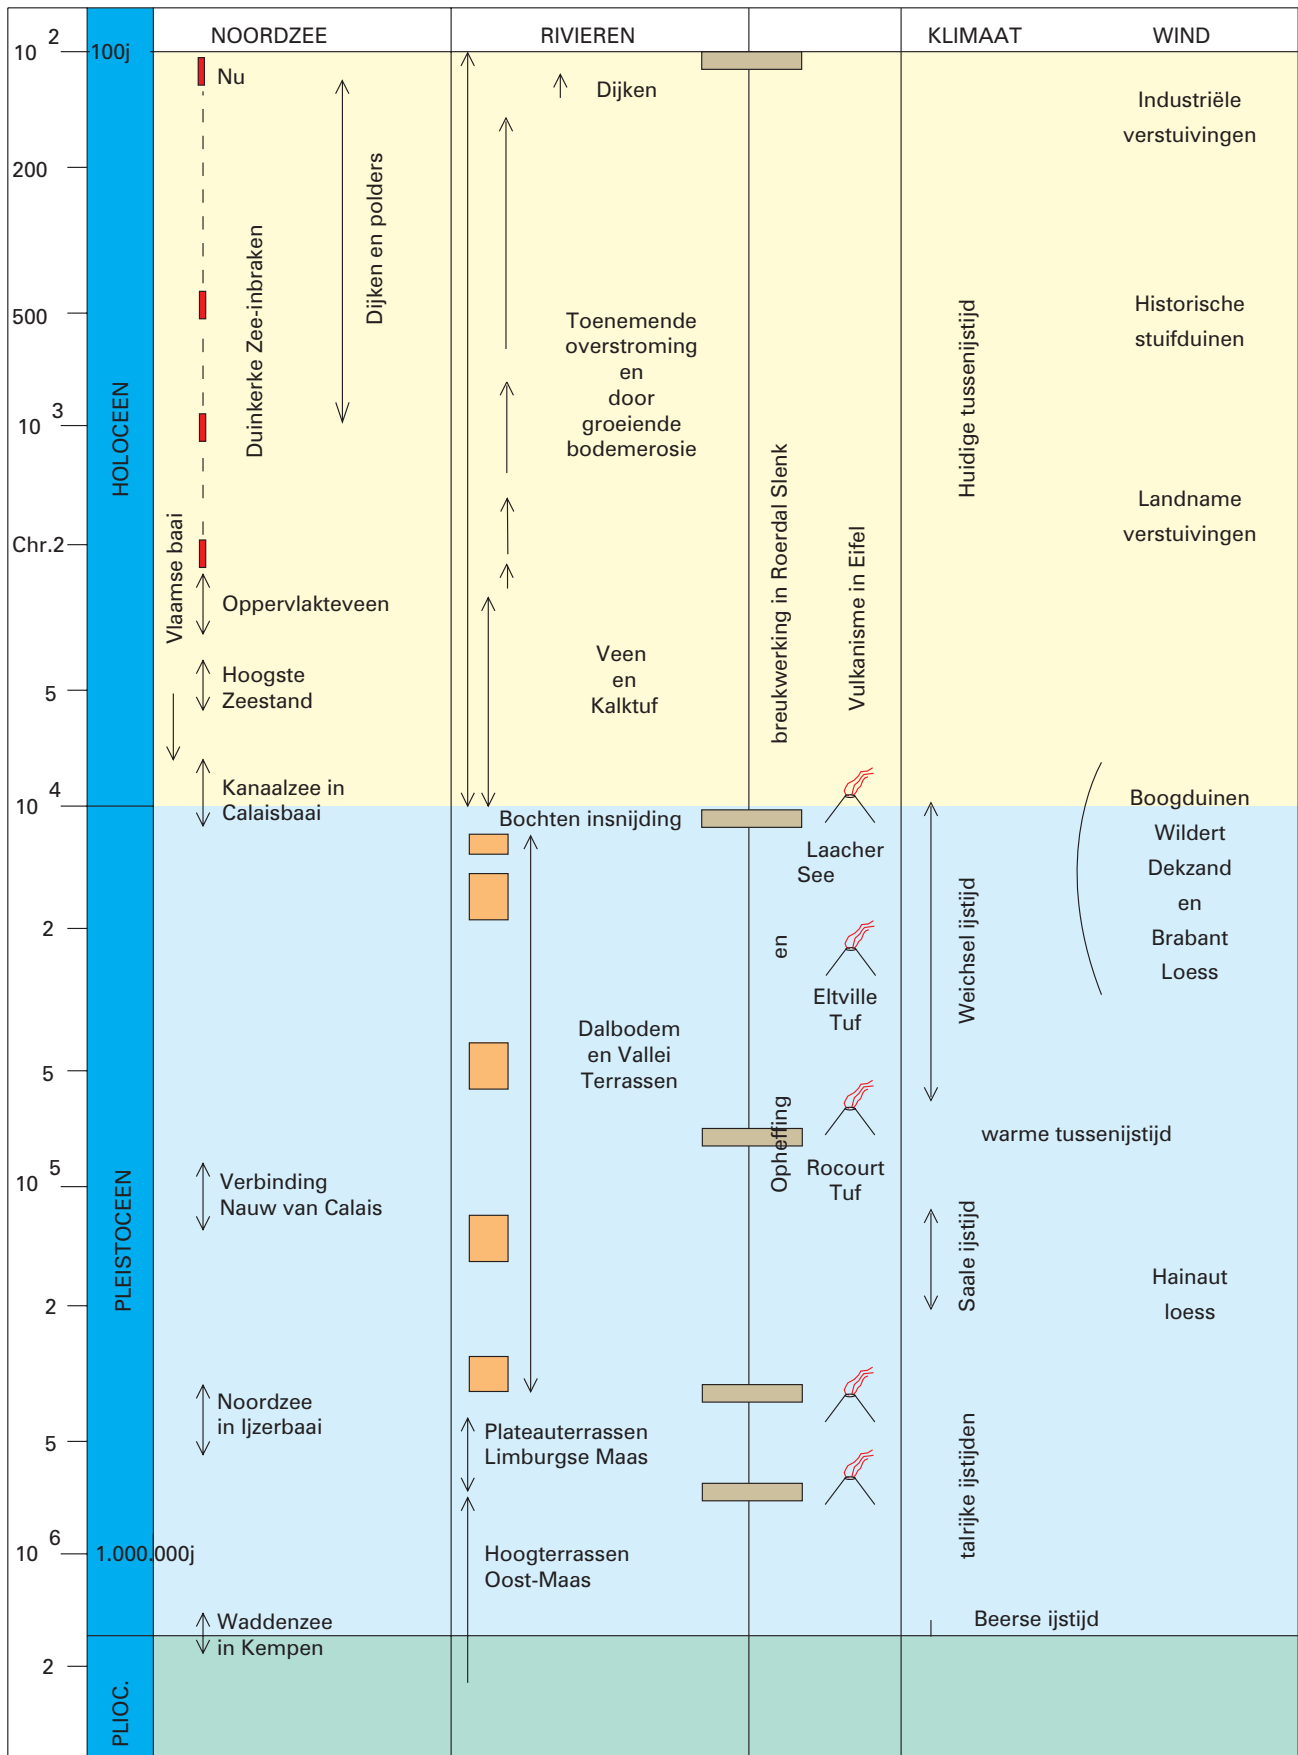 NOORDZEE
RIVIEREN
KLIMAAT
WIND
10 2
100j
200
500
10 3
Chr.2
5
10 4
2
5
10 5
2
5
10 6
1.000.000j
2
HOLOCEEN
PLEISTOCEEN
PLIOC.
Nu
Duinkerke Zee-inbraken
Dijken en polders
Vlaamse baai
Oppervlakteveen
Hoogste
Zeestand
Kanaalzee in
Calaisbaai
Verbinding
Nauw van Calais
Noordzee
in Ijzerbaai
Waddenzee
in Kempen
Dijken
Toenemende
overstroming
en
door
groeiende
bodemerosie
Veen
en
Kalktuf
Bochten insnijding
Dalbodem
en Vallei
Terrassen
Plateauterrassen
Limburgse Maas
Hoogterrassen
Oost-Maas
Opheffing
en
breukwerking in Roerdal Slenk
Vulkanisme in Eifel
Laacher
See
Eltville
Tuf
Rocourt
Tuf
Huidige tussenijstijd
Weichsel ijstijd
warme tussenijstijd
Saale ijstijd
talrijke ijstijden
Beerse ijstijd
Industriële
verstuivingen
Historische
stuifduinen
Landname
verstuivingen
Boogduinen
Wildert
Dekzand
en
Brabant
Loess
Hainaut
loess